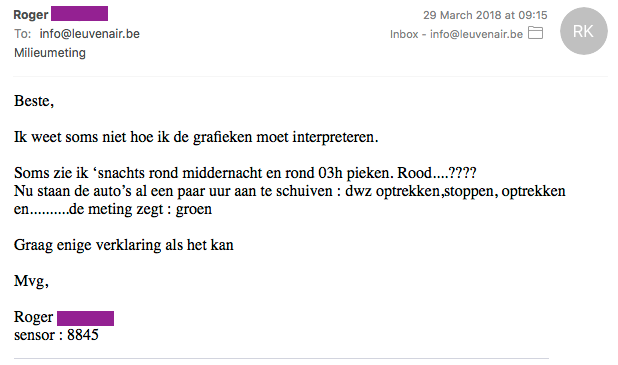 Roger
29 March 2018 at 09:15
To: info@leuvenair.be
Inbox - info@leuvenair.be
RK
Milieumeting
Beste,
Ik weet soms niet hoe ik de grafieken moet interpreteren.
Soms zie ik ‘snachts rond middernacht en rond 03h pieken. Rood....????
Nu staan de auto’s al een paar uur aan te schuiven : dwz optrekken,stoppen, optrekken
en..........de meting zegt : groen
Graag enige verklaring als het kan
Mvg,
Roger
sensor : 8845